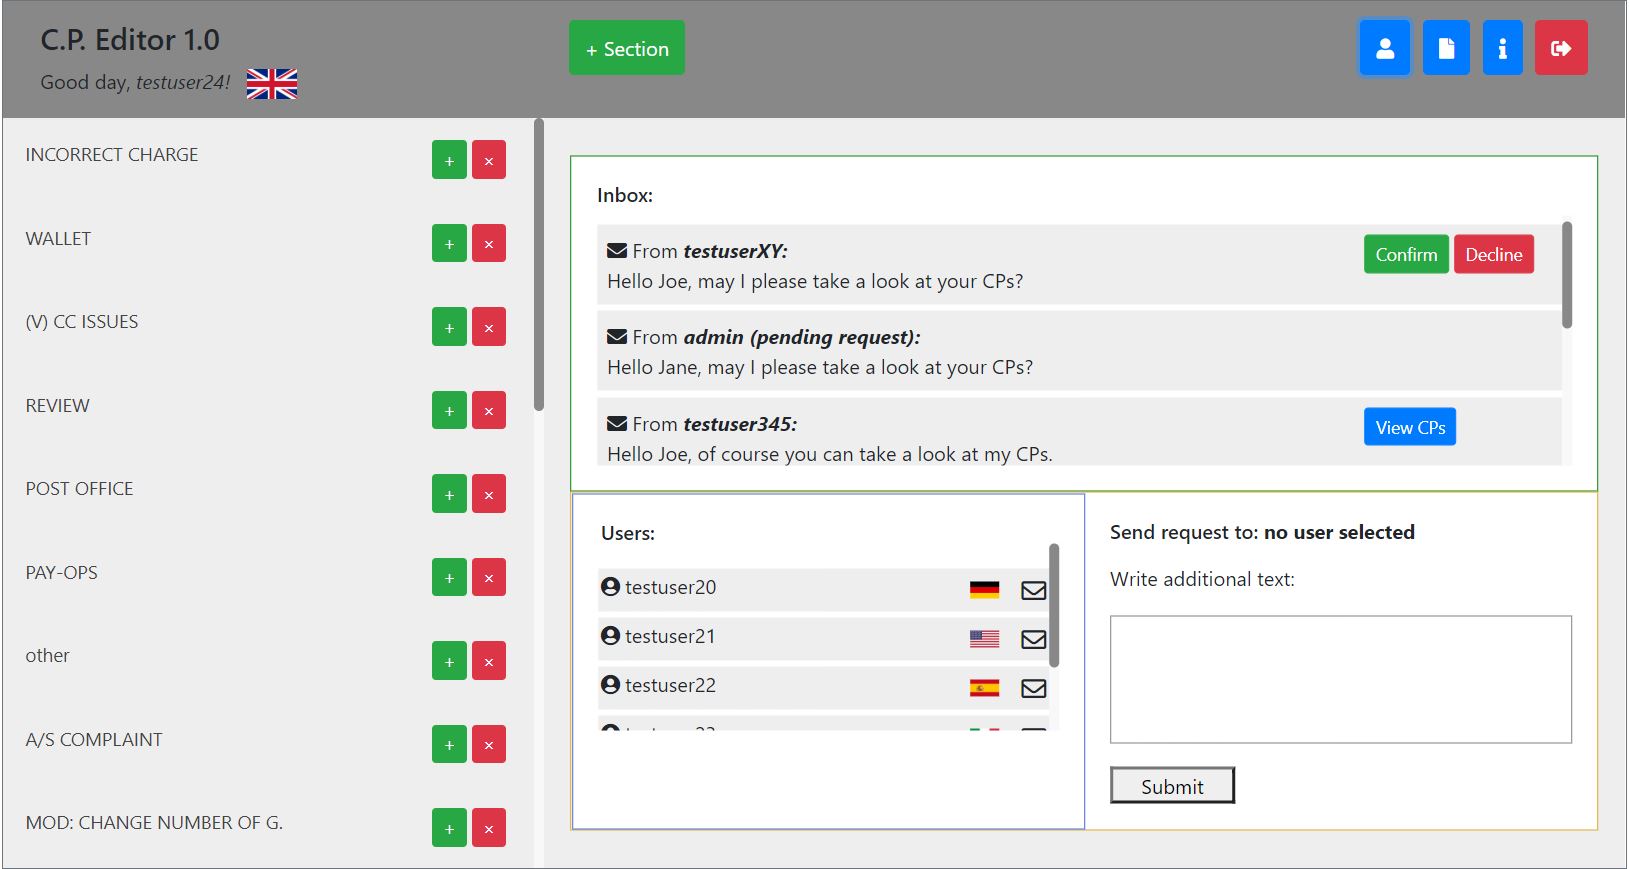 C.P. Editor 1.0
Good day, testuser24!
+ Section
INCORRECT CHARGE
+ ×
WALLET
+ ×
(V) CC ISSUES
+ ×
REVIEW
+ ×
POST OFFICE
+ ×
PAY-OPS
+ ×
other
+ ×
A/S COMPLAINT
+ ×
MOD: CHANGE NUMBER OF G.
+ ×
Inbox:
From testuserXY:
Hello Joe, may I please take a look at your CPs?
Confirm
Decline
From admin (pending request):
Hello Jane, may I please take a look at your CPs?
From testuser345:
Hello Joe, of course you can take a look at my CPs.
View CPs
Users:
testuser20
testuser21
testuser22
Send request to: no user selected
Write additional text:
Submit